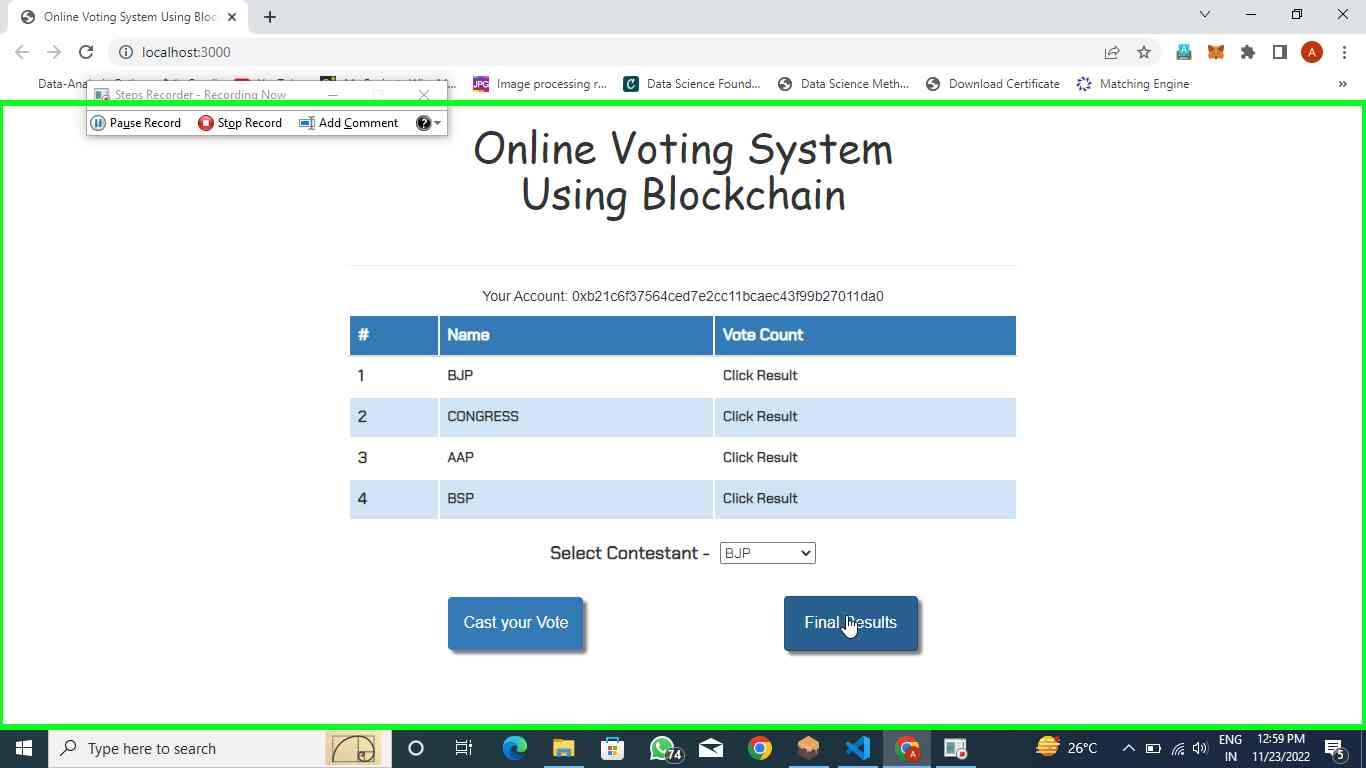 Online Voting System Using Bloc
localhost:3000
A
Data-Ana
Image processing r...
Data Science Found...
Data Science Meth...
Download Certificate
Matching Engine
»
Steps Recorder - Recording Now
Pause Record
Stop Record
Add Comment
Online Voting System
Using Blockchain
Your Account: 0xb21c6f37564ced7e2cc11bcaec43f99b27011da0
# Name Vote Count
1 BJP Click Result
2 CONGRESS Click Result
3 AAP Click Result
4 BSP Click Result
Select Contestant - BJP
Cast your Vote
Final Results
Type here to search
74
26°C
ENG
IN
12:59 PM
11/23/2022
5